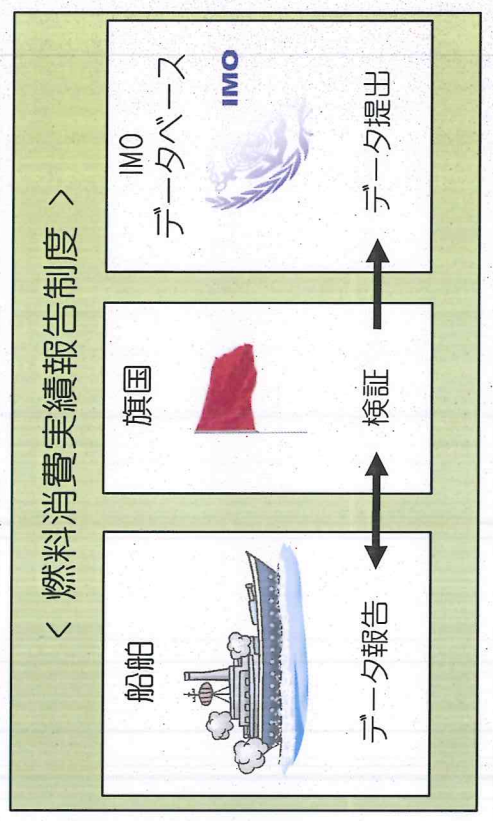 < 燃料消費実績報告制度 >
船舶
データ報告
旗国
検証
IMO
データベース
IMO
データ提出